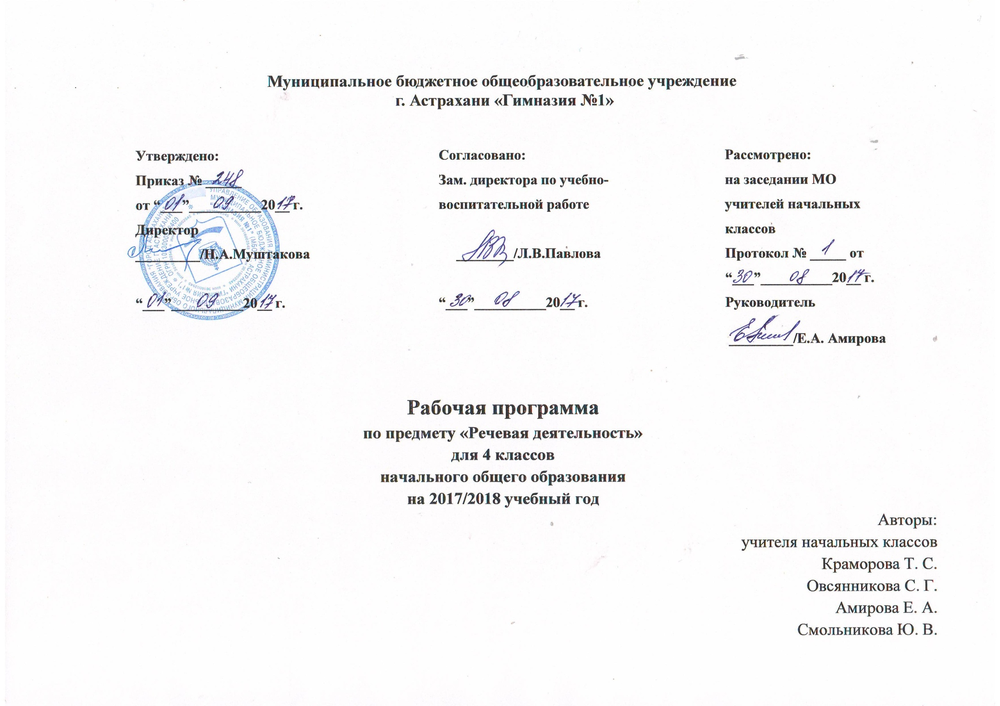 Муниципальное бюджетное общеобразовательное учреждение
г. Астрахани «Гимназия №1»
Утверждено:
Приказ № 248
от “01” 09 2017г.
Директор
/Н.А.Муштакова
“01” 09 2017г.
Согласовано:
Зам. директора по учебно-
воспитательной работе
/Л.В.Павлова
“30” 08 2017г.
Рассмотрено:
на заседании МО
учителей начальных
классов
Протокол № 1 от
“30” 08 2017г.
Руководитель
/Е.А. Амирова
Рабочая программа
по предмету «Речевая деятельность»
для 4 классов
начального общего образования
на 2017/2018 учебный год
Авторы:
учителя начальных классов
Краморова Т. С.
Овсянникова С. Г.
Амирова Е. А.
Смольникова Ю. В.